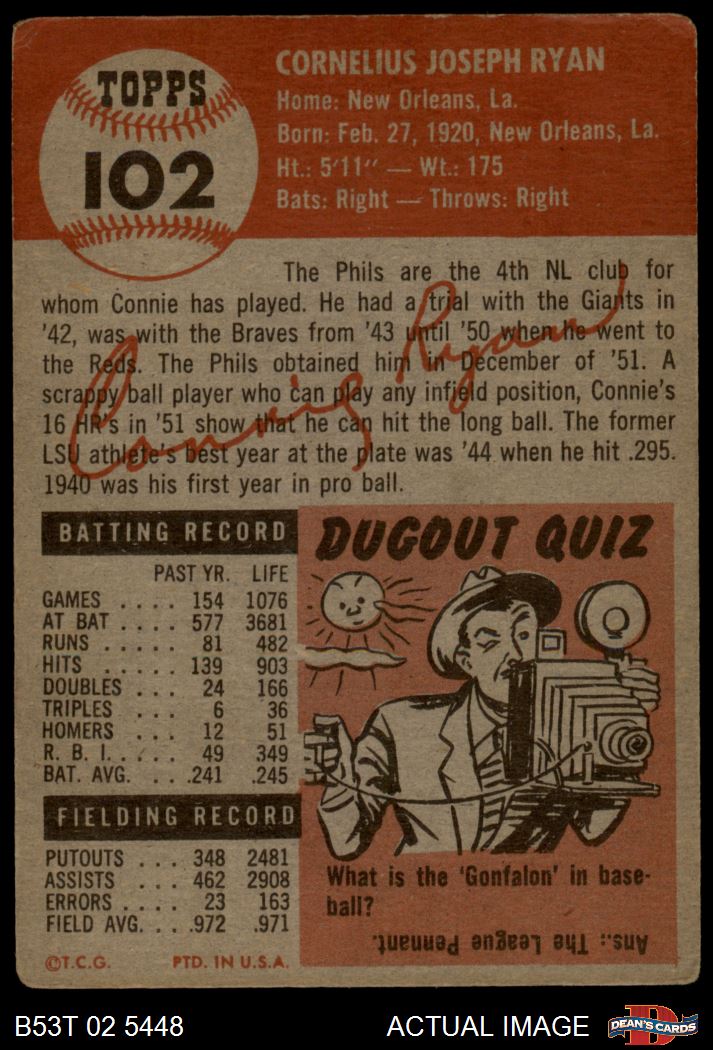 TOPPS
102
CORNELIUS JOSEPH RYAN
Home: New Orleans, La.
Born: Feb. 27, 1920, New Orleans, La.
Ht.: 5'11" — Wt.: 175
Bats: Right — Throws: Right
The Phils are the 4th NL club for
whom Connie has played. He had a trial with the Giants in
'42, was with the Braves from '43 until '50 when he went to
the Reds. The Phils obtained him in December of '51. A
scrappy ball player who can play any infield position, Connie's
16 HR's in '51 show that he can hit the long ball. The former
LSU athlete's best year at the plate was '44 when he hit .295.
1940 was his first year in pro ball.
Connie Ryan
BATTING RECORD
PAST YR. LIFE
GAMES .... 154 1076
AT BAT .... 577 3681
RUNS ..... 81 482
HITS ..... 139 903
DOUBLES ... 24 166
TRIPLES ... 6 36
HOMERS ... 12 51
R. B. I. .... 49 349
BAT. AVG. ... .241 .245
FIELDING RECORD
PUTOUTS ... 348 2481
ASSISTS ... 462 2908
ERRORS .... 23 163
FIELD AVG. ... .972 .971
©T.C.G. PTD. IN U.S.A.
DUGOUT QUIZ
What is the 'Gonfalon' in base-
ball?
Ans.: The League Pennant.
B53T 02 5448 ACTUAL IMAGE
DEAN'S CARDS